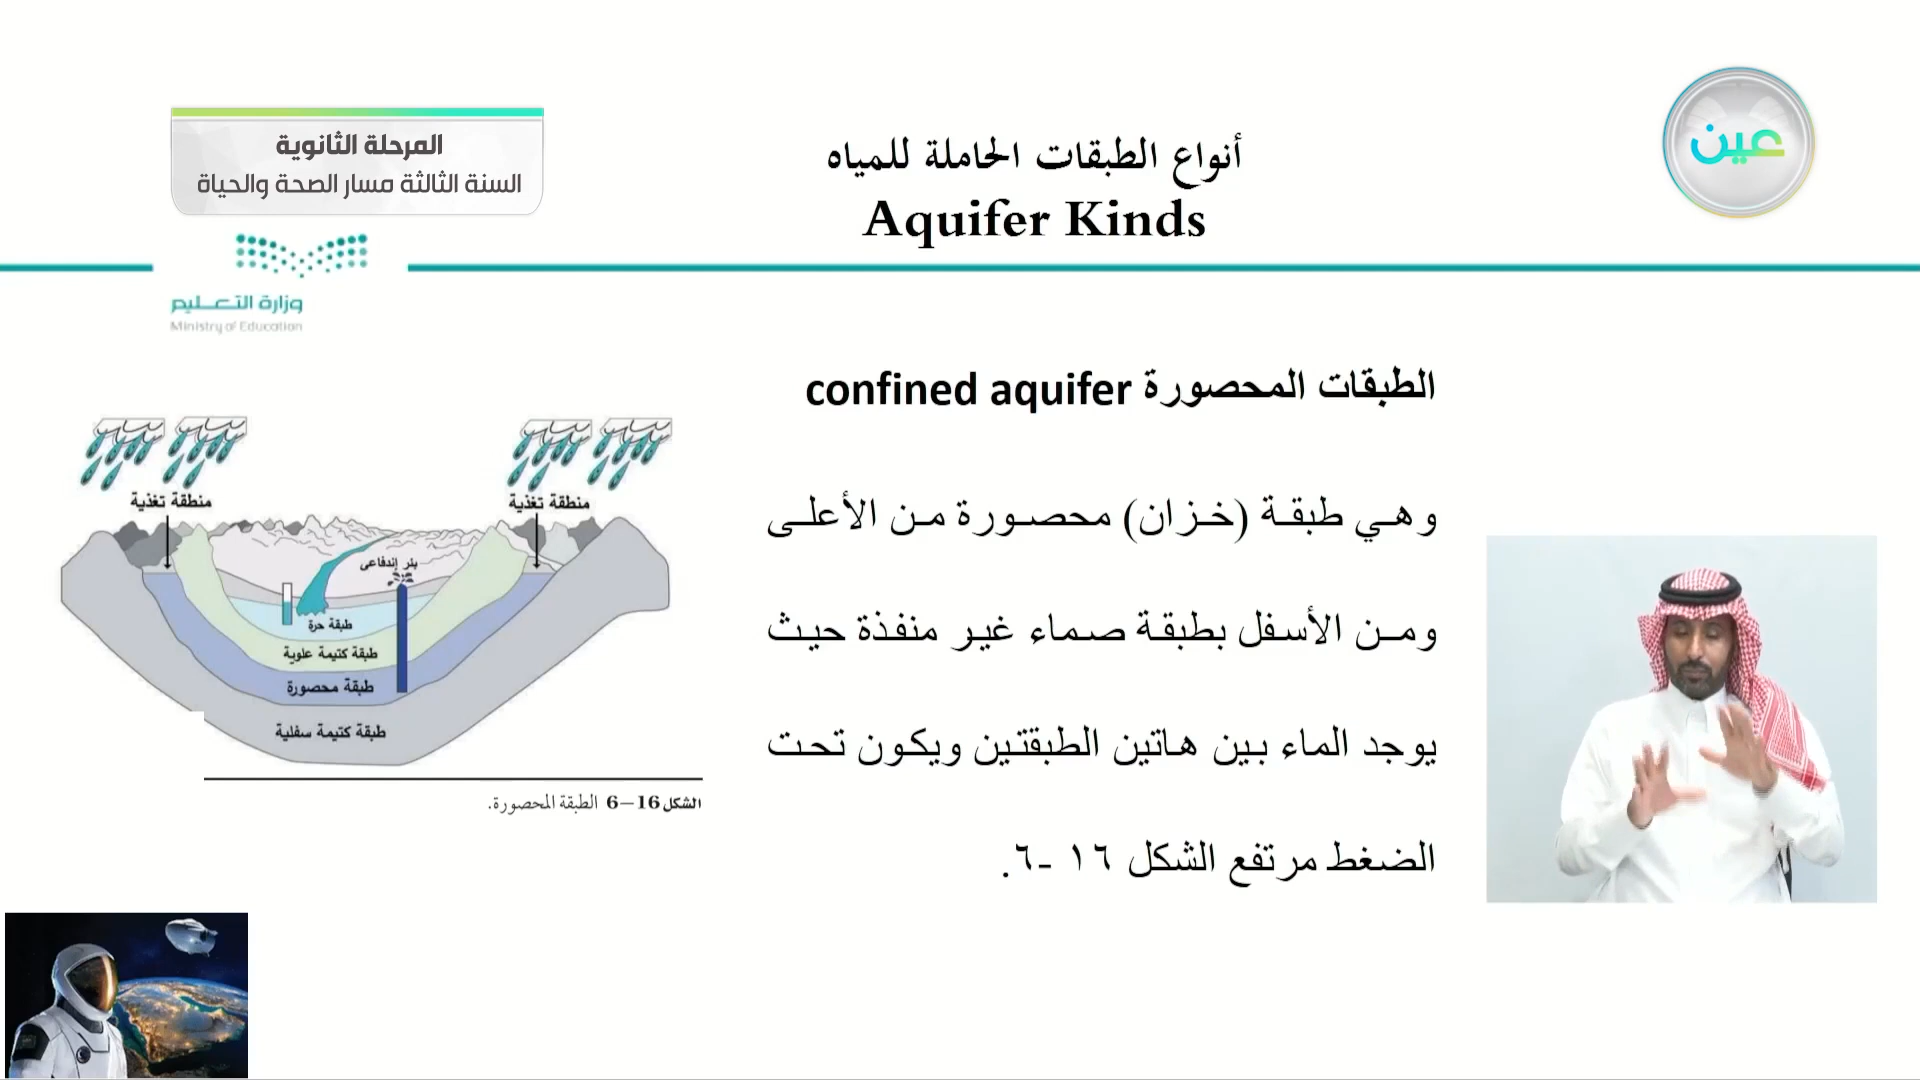 المرحلة الثانوية
السنة الثالثة مسار الصحة والحياة
وزارة التعليم
Ministry of Education
أنواع الطبقات الحاملة للمياه
Aquifer Kinds
عين
الطبقات المحصورة confined aquifer
وهي طبقة (خزان) محصورة من الأعلى
ومن الأسفل بطبقة صماء غير منفذة حيث
يوجد الماء بين هاتين الطبقتين ويكون تحت
الضغط مرتفع الشكل ١٦ -٦.
منطقة تغذية
منطقة تغذية
بئر إندفاعى
طبقة حرة
طبقة كتيمة علوية
طبقة محصورة
طبقة كتيمة سفلية
الشكل 16–6 الطبقة المحصورة.